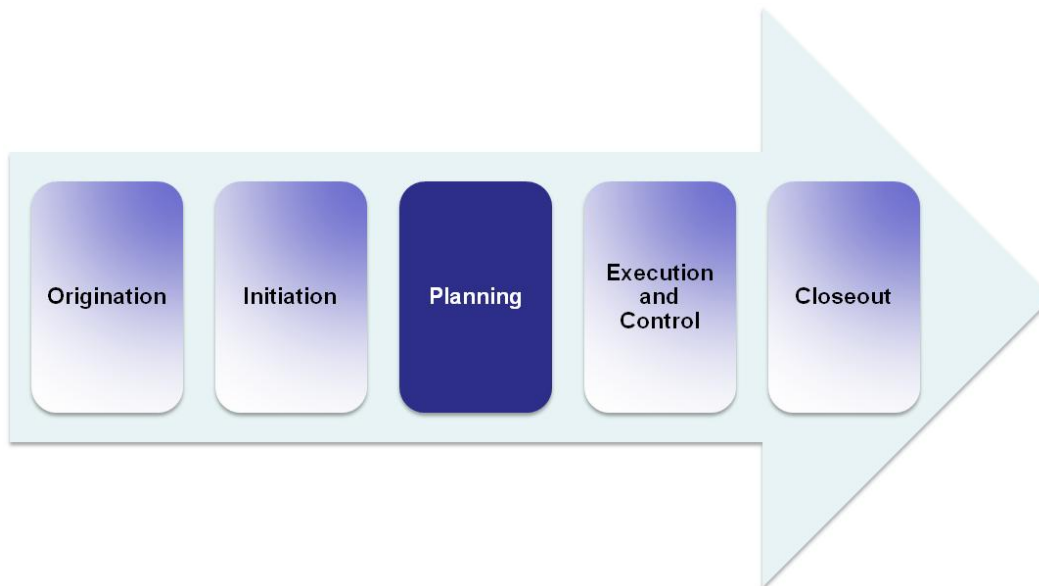 Origination
Initiation
Planning
Execution
and
Control
Closeout